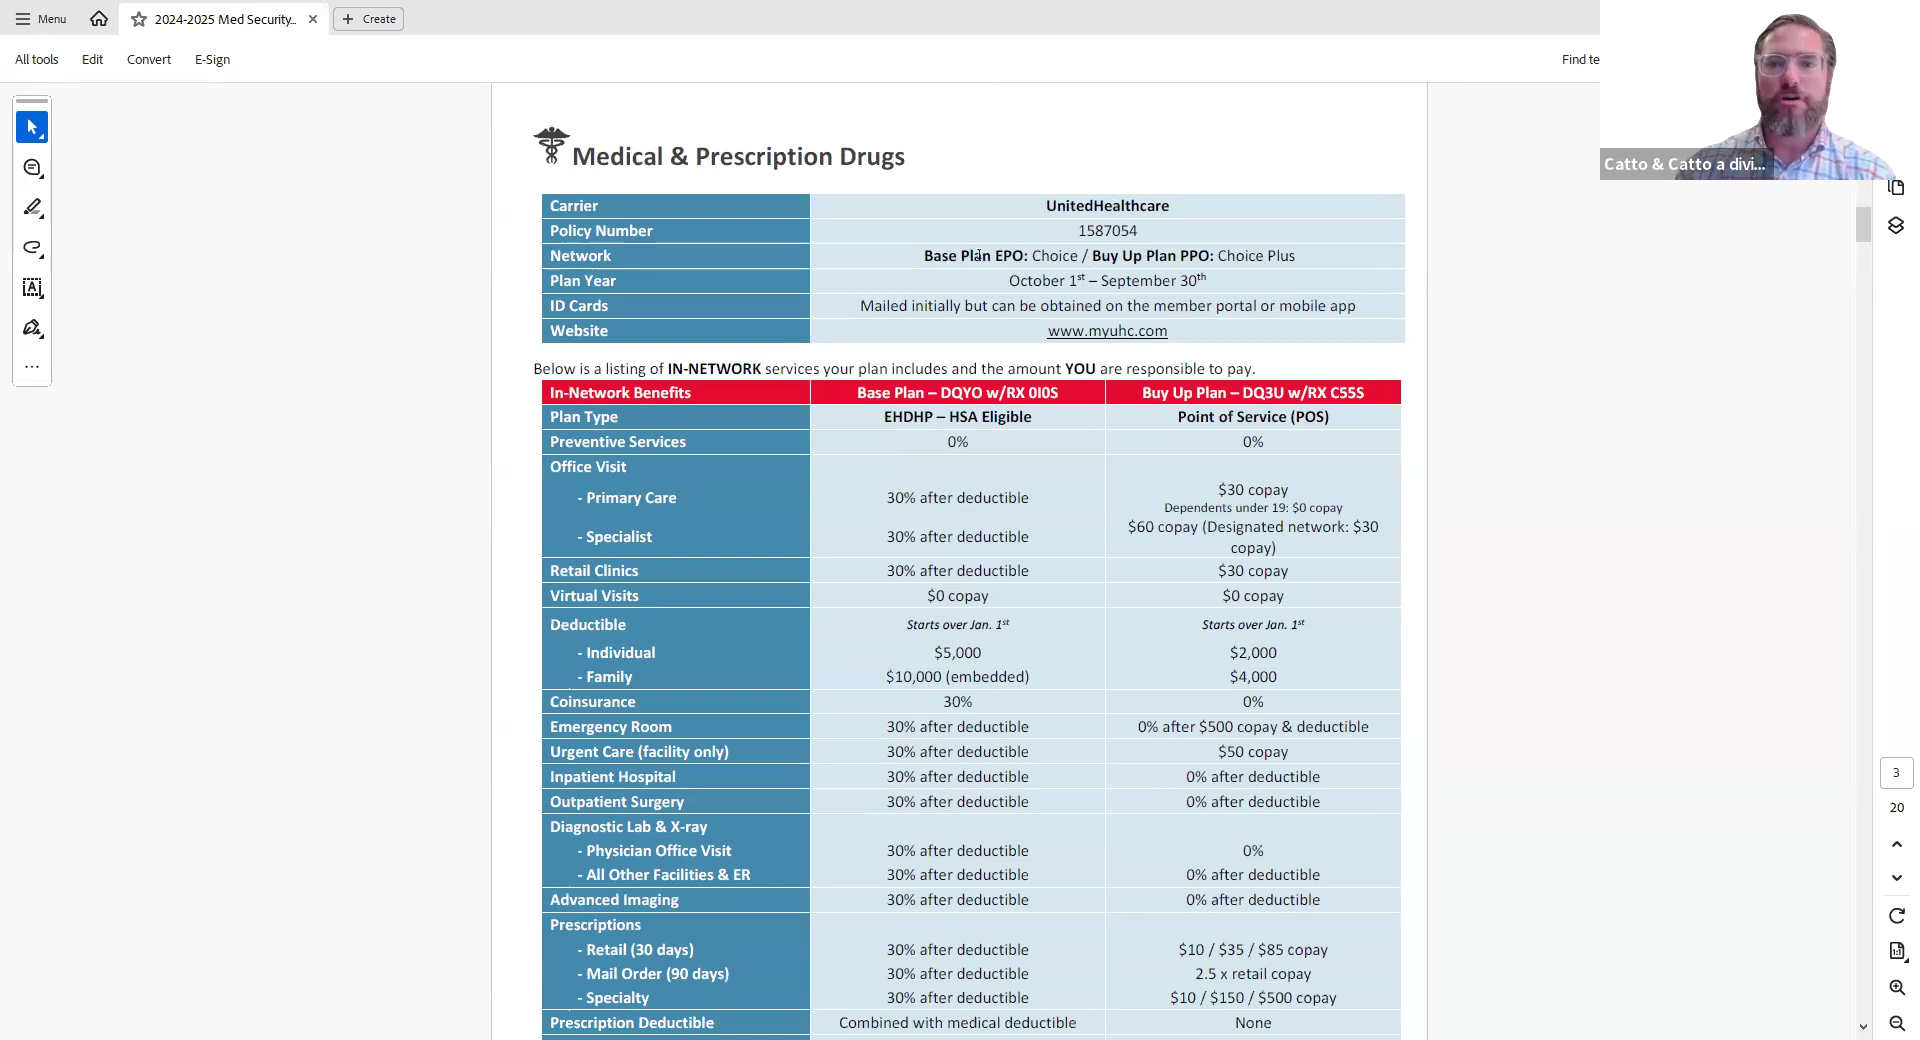 Menu
2024-2025 Med Security...
Create
All tools
Edit
Convert
E-Sign
Find te
Catto & Catto a divi...
Medical & Prescription Drugs
Carrier UnitedHealthcare
Policy Number 1587054
Network Base Plan EPO: Choice / Buy Up Plan PPO: Choice Plus
Plan Year October 1st – September 30th
ID Cards Mailed initially but can be obtained on the member portal or mobile app
Website www.myuhc.com
Below is a listing of IN-NETWORK services your plan includes and the amount YOU are responsible to pay.
In-Network Benefits Base Plan – DQYO w/RX 0I0S Buy Up Plan – DQ3U w/RX C55S
Plan Type EHDHP – HSA Eligible Point of Service (POS)
Preventive Services 0% 0%
Office Visit
- Primary Care 30% after deductible $30 copay
Dependents under 19: $0 copay
- Specialist 30% after deductible $60 copay (Designated network: $30
copay)
Retail Clinics 30% after deductible $30 copay
Virtual Visits $0 copay $0 copay
Deductible Starts over Jan. 1st Starts over Jan. 1st
- Individual $5,000 $2,000
- Family $10,000 (embedded) $4,000
Coinsurance 30% 0%
Emergency Room 30% after deductible 0% after $500 copay & deductible
Urgent Care (facility only) 30% after deductible $50 copay
Inpatient Hospital 30% after deductible 0% after deductible
Outpatient Surgery 30% after deductible 0% after deductible
Diagnostic Lab & X-ray
- Physician Office Visit 30% after deductible 0%
- All Other Facilities & ER 30% after deductible 0% after deductible
Advanced Imaging 30% after deductible 0% after deductible
Prescriptions
- Retail (30 days) 30% after deductible $10 / $35 / $85 copay
- Mail Order (90 days) 30% after deductible 2.5 x retail copay
- Specialty 30% after deductible $10 / $150 / $500 copay
Prescription Deductible Combined with medical deductible None
3
20